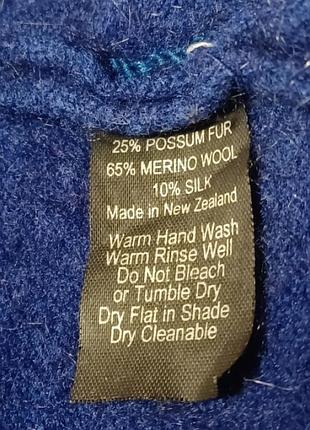 25% POSSUM FUR
65% MERINO WOOL
10% SILK
Made in New Zealand
Warm Hand Wash
Warm Rinse Well
Do Not Bleach
or Tumble Dry
Dry Flat in Shade
Dry Cleanable